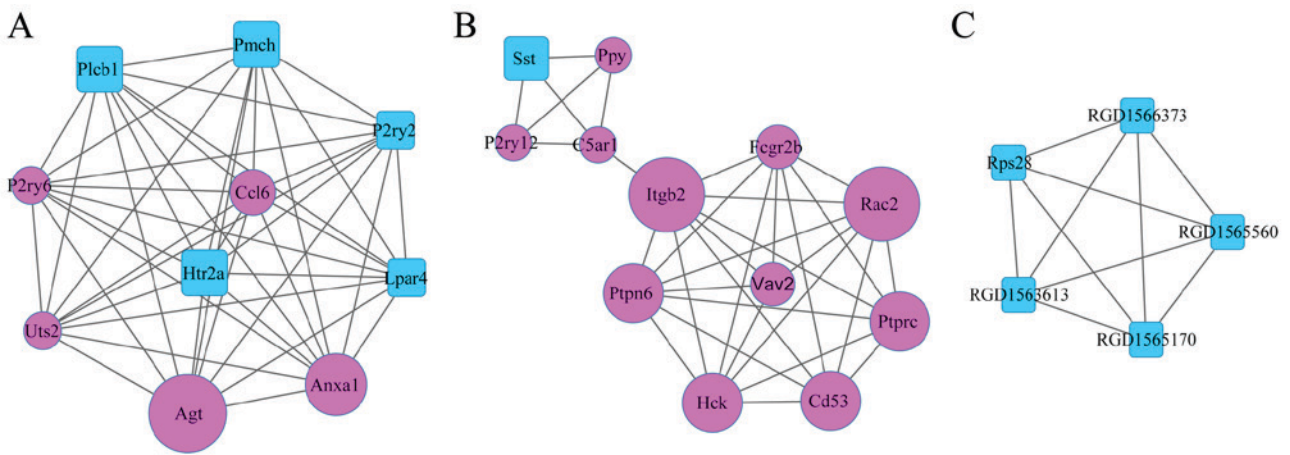 A
Pmch
Plcb1
P2ry2
P2ry6
Ccl6
Htr2a
Lpar4
Uts2
Anxa1
Agt
B
Sst
Ppy
P2ry12
C5ar1
Fcgr2b
Itgb2
Rac2
Vav2
Ptpn6
Ptprc
Hck
Cd53
C
RGD1566373
Rps28
RGD1565560
RGD1563613
RGD1565170